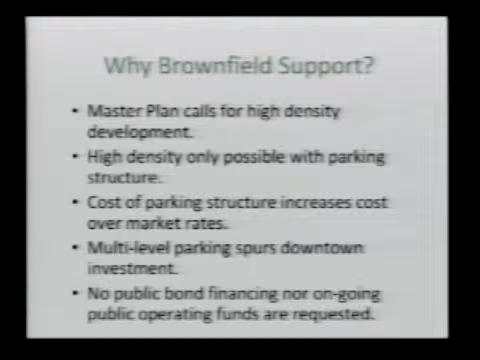 Why Brownfield Support?
• Master Plan calls for high density
development.
• High density only possible with parking
structure.
• Cost of parking structure increases cost
over market rates.
• Multi-level parking spurs downtown
investment.
• No public bond financing nor on-going
public operating funds are requested.